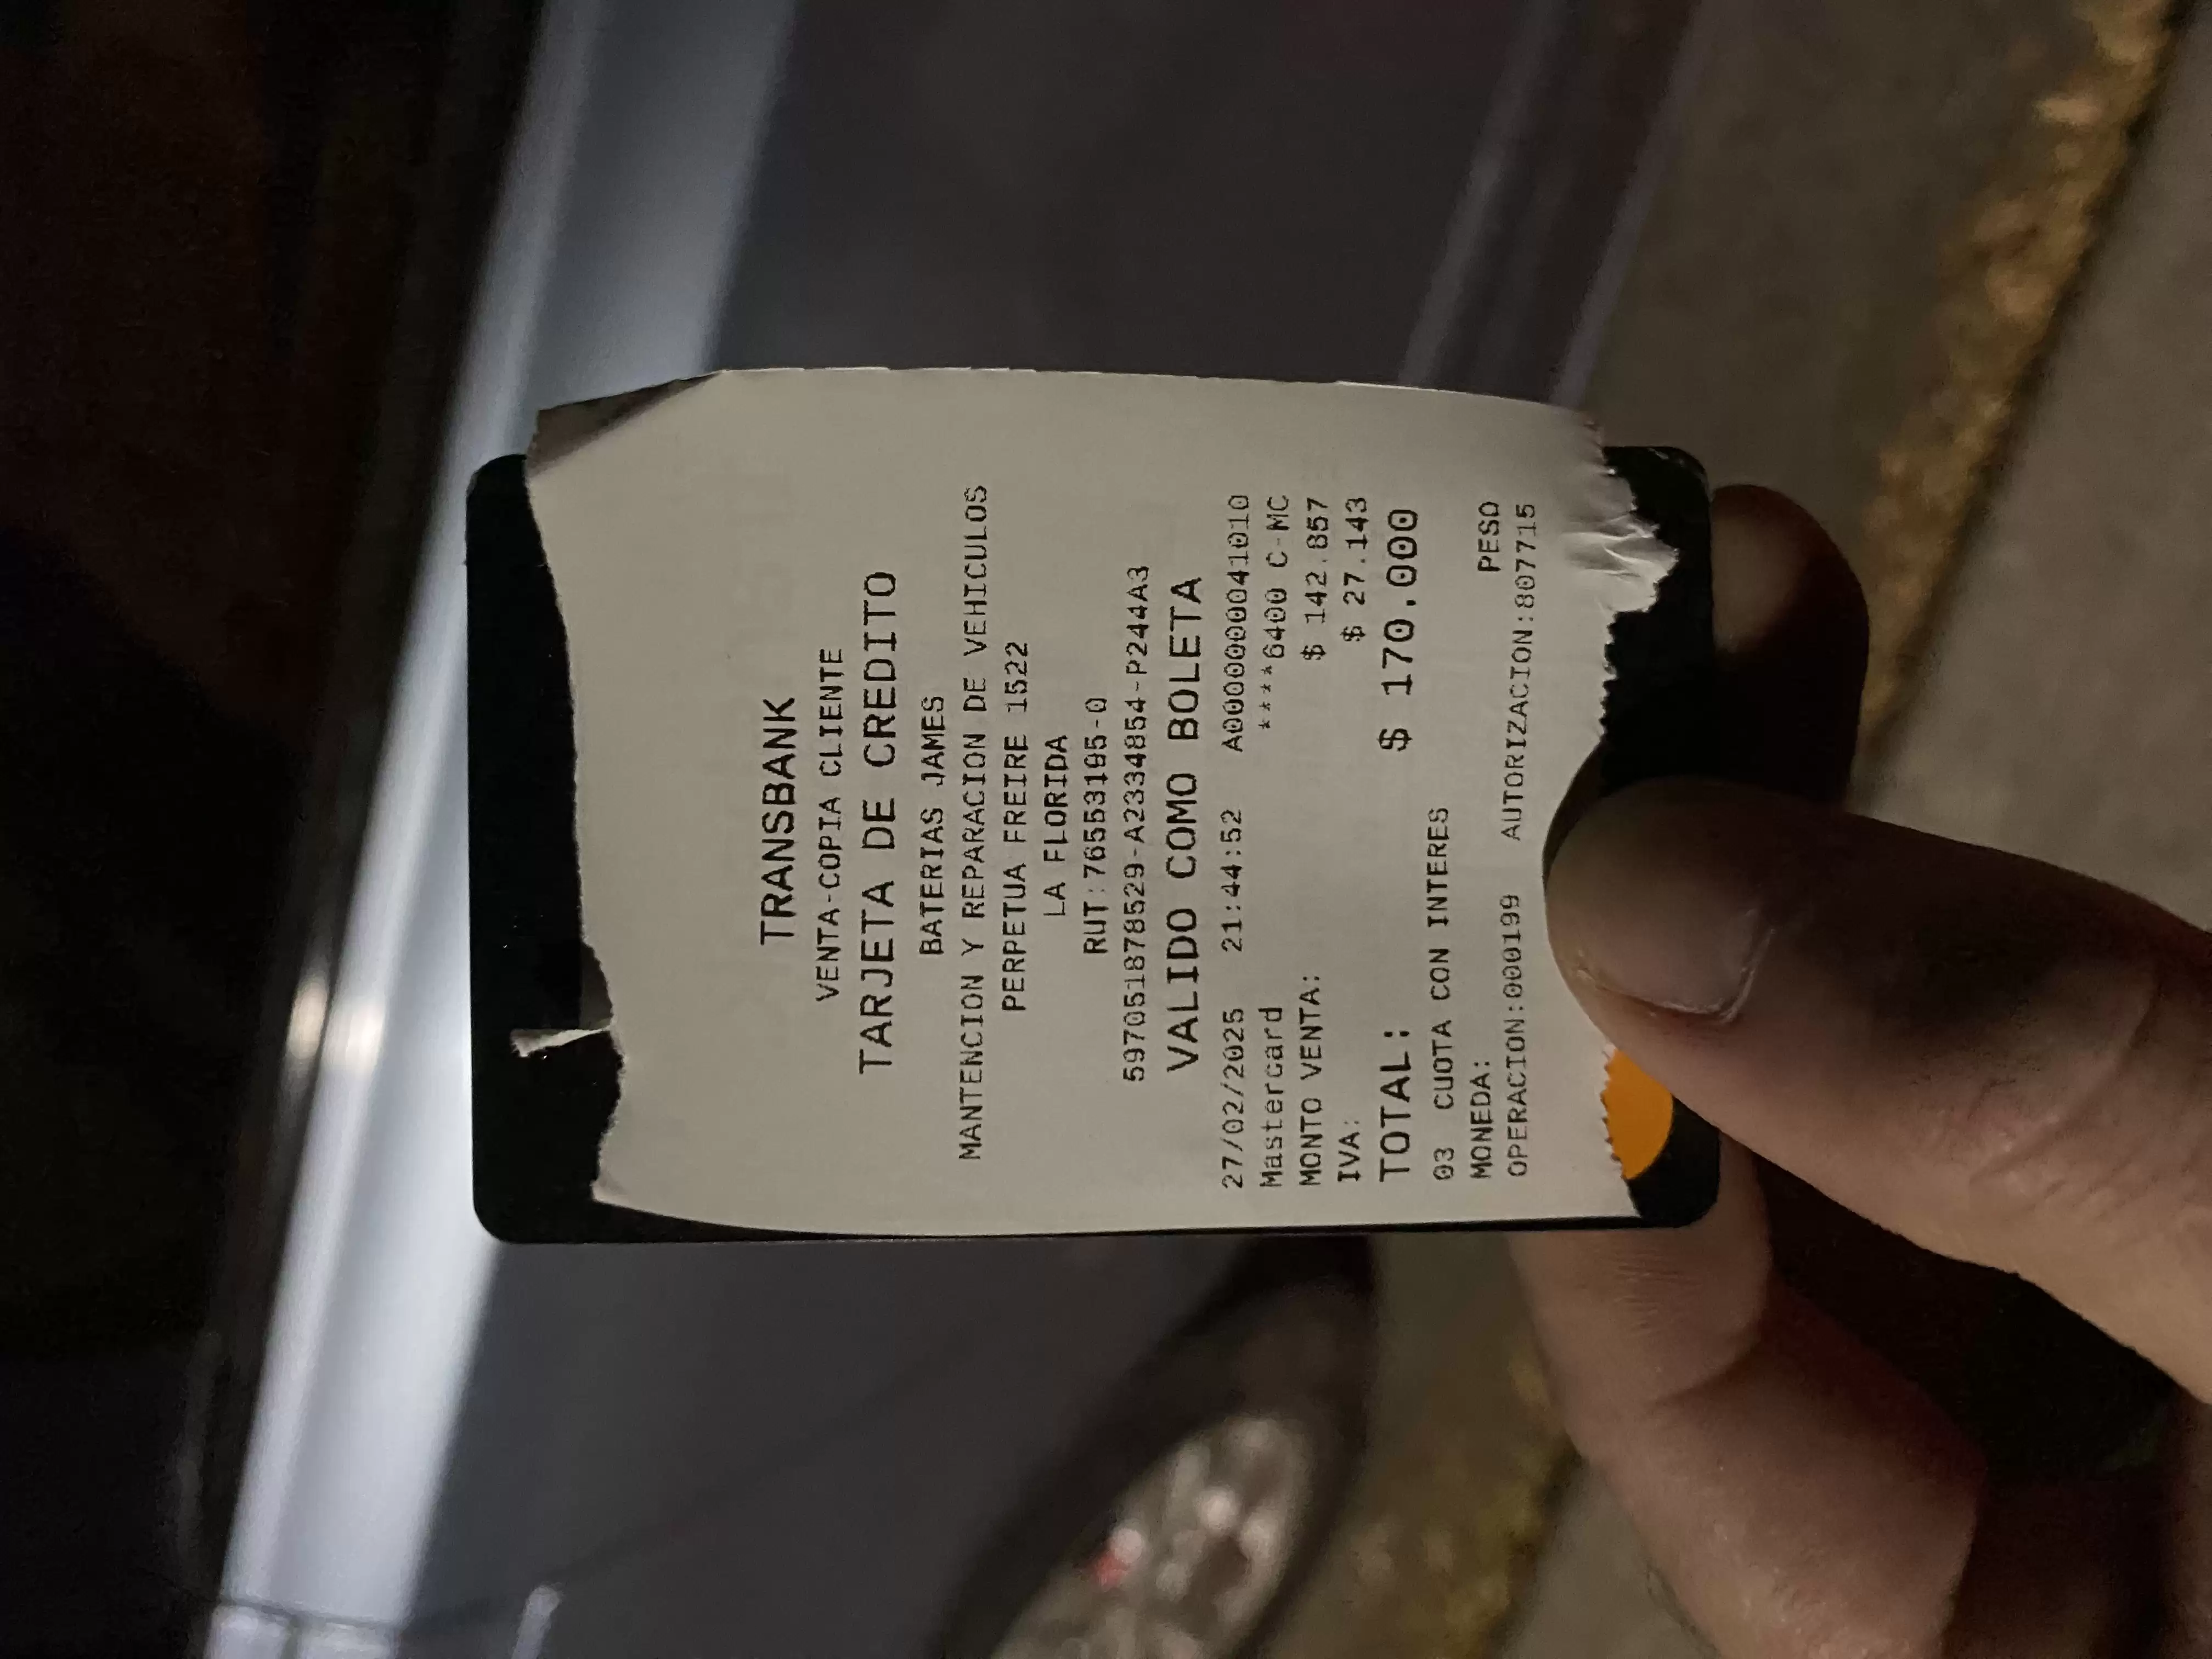 TRANSBANK
VENTA-COPIA CLIENTE
TARJETA DE CREDITO
BATERIAS JAMES
MANTENCION Y REPARACION DE VEHICULOS
PERPETUA FREIRE 1522
LA FLORIDA
RUT:76553195-0
597051878529-A2334854-P244A3
VALIDO COMO BOLETA
27/02/2025 21:44:52 A0000000041010
Mastercard ****6400 C-MC
MONTO VENTA: $ 142.857
IVA: $ 27.143
TOTAL: $ 170.000
03 CUOTA CON INTERES
MONEDA: PESO
OPERACION:000199 AUTORIZACION:807715